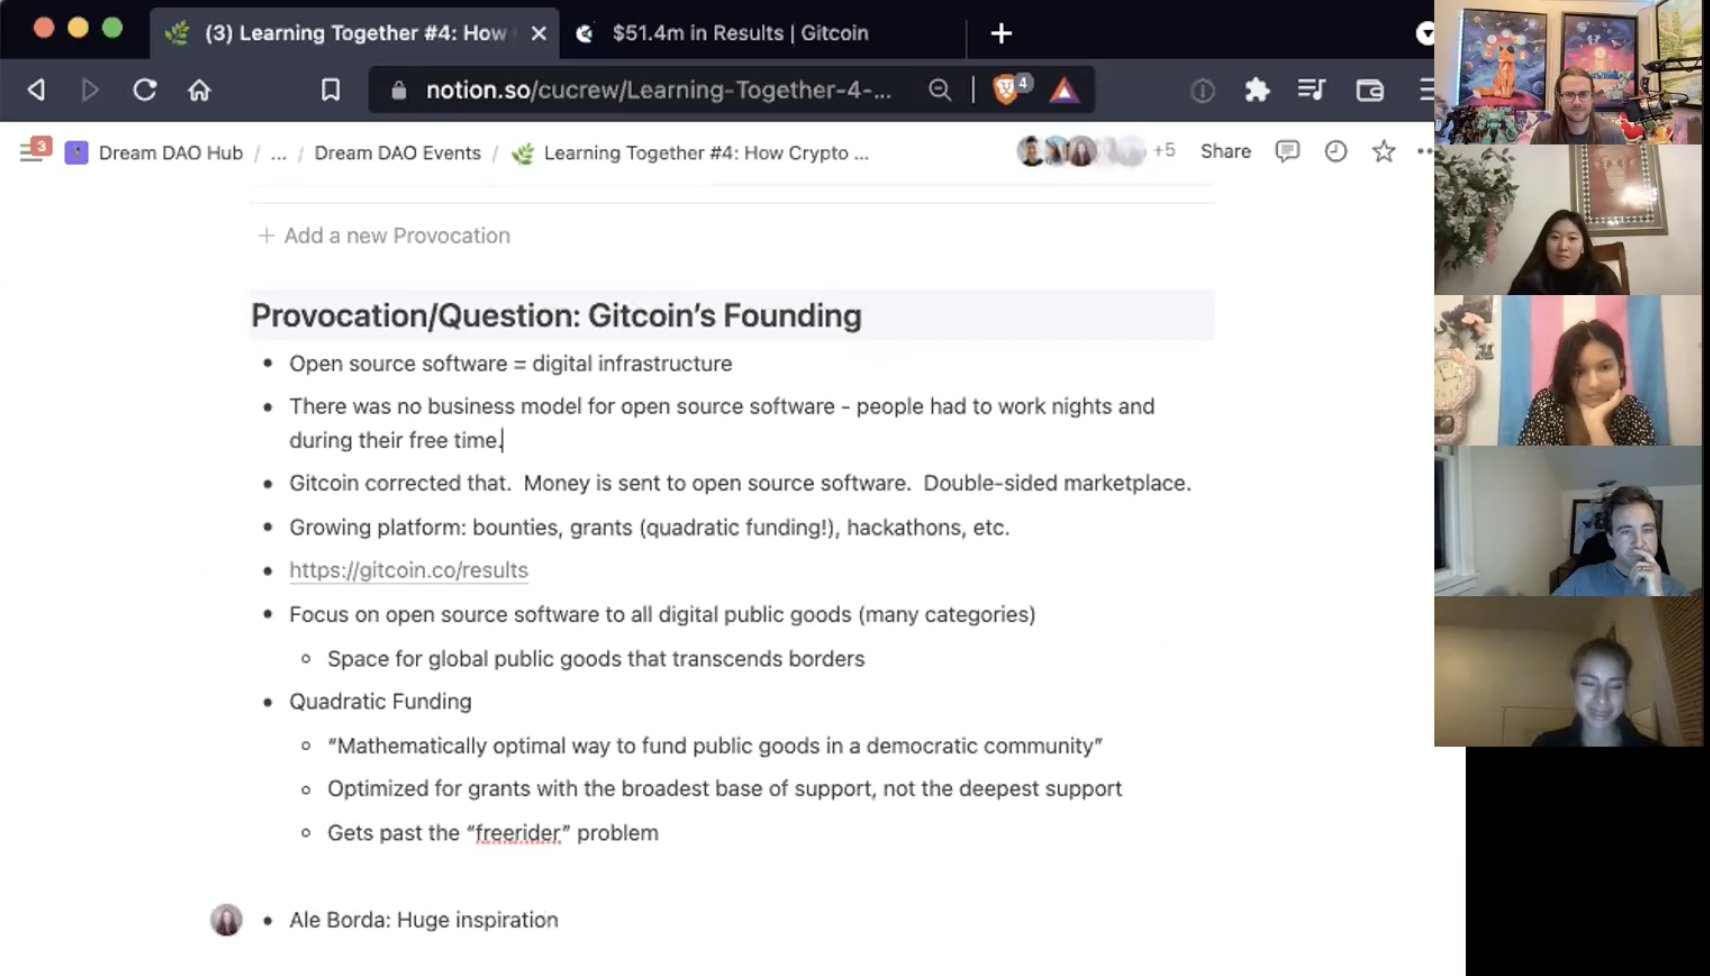 (3) Learning Together #4: How
$51.4m in Results | Gitcoin
notion.so/cucrew/Learning-Together-4-...
4
3
Dream DAO Hub / ... / Dream DAO Events / Learning Together #4: How Crypto ...
+5
Share
+ Add a new Provocation
Provocation/Question: Gitcoin's Founding
• Open source software = digital infrastructure
• There was no business model for open source software - people had to work nights and
during their free time.
• Gitcoin corrected that.  Money is sent to open source software.  Double-sided marketplace.
• Growing platform: bounties, grants (quadratic funding!), hackathons, etc.
• https://gitcoin.co/results
• Focus on open source software to all digital public goods (many categories)
◦ Space for global public goods that transcends borders
• Quadratic Funding
◦ “Mathematically optimal way to fund public goods in a democratic community”
◦ Optimized for grants with the broadest base of support, not the deepest support
◦ Gets past the “freerider” problem
• Ale Borda: Huge inspiration